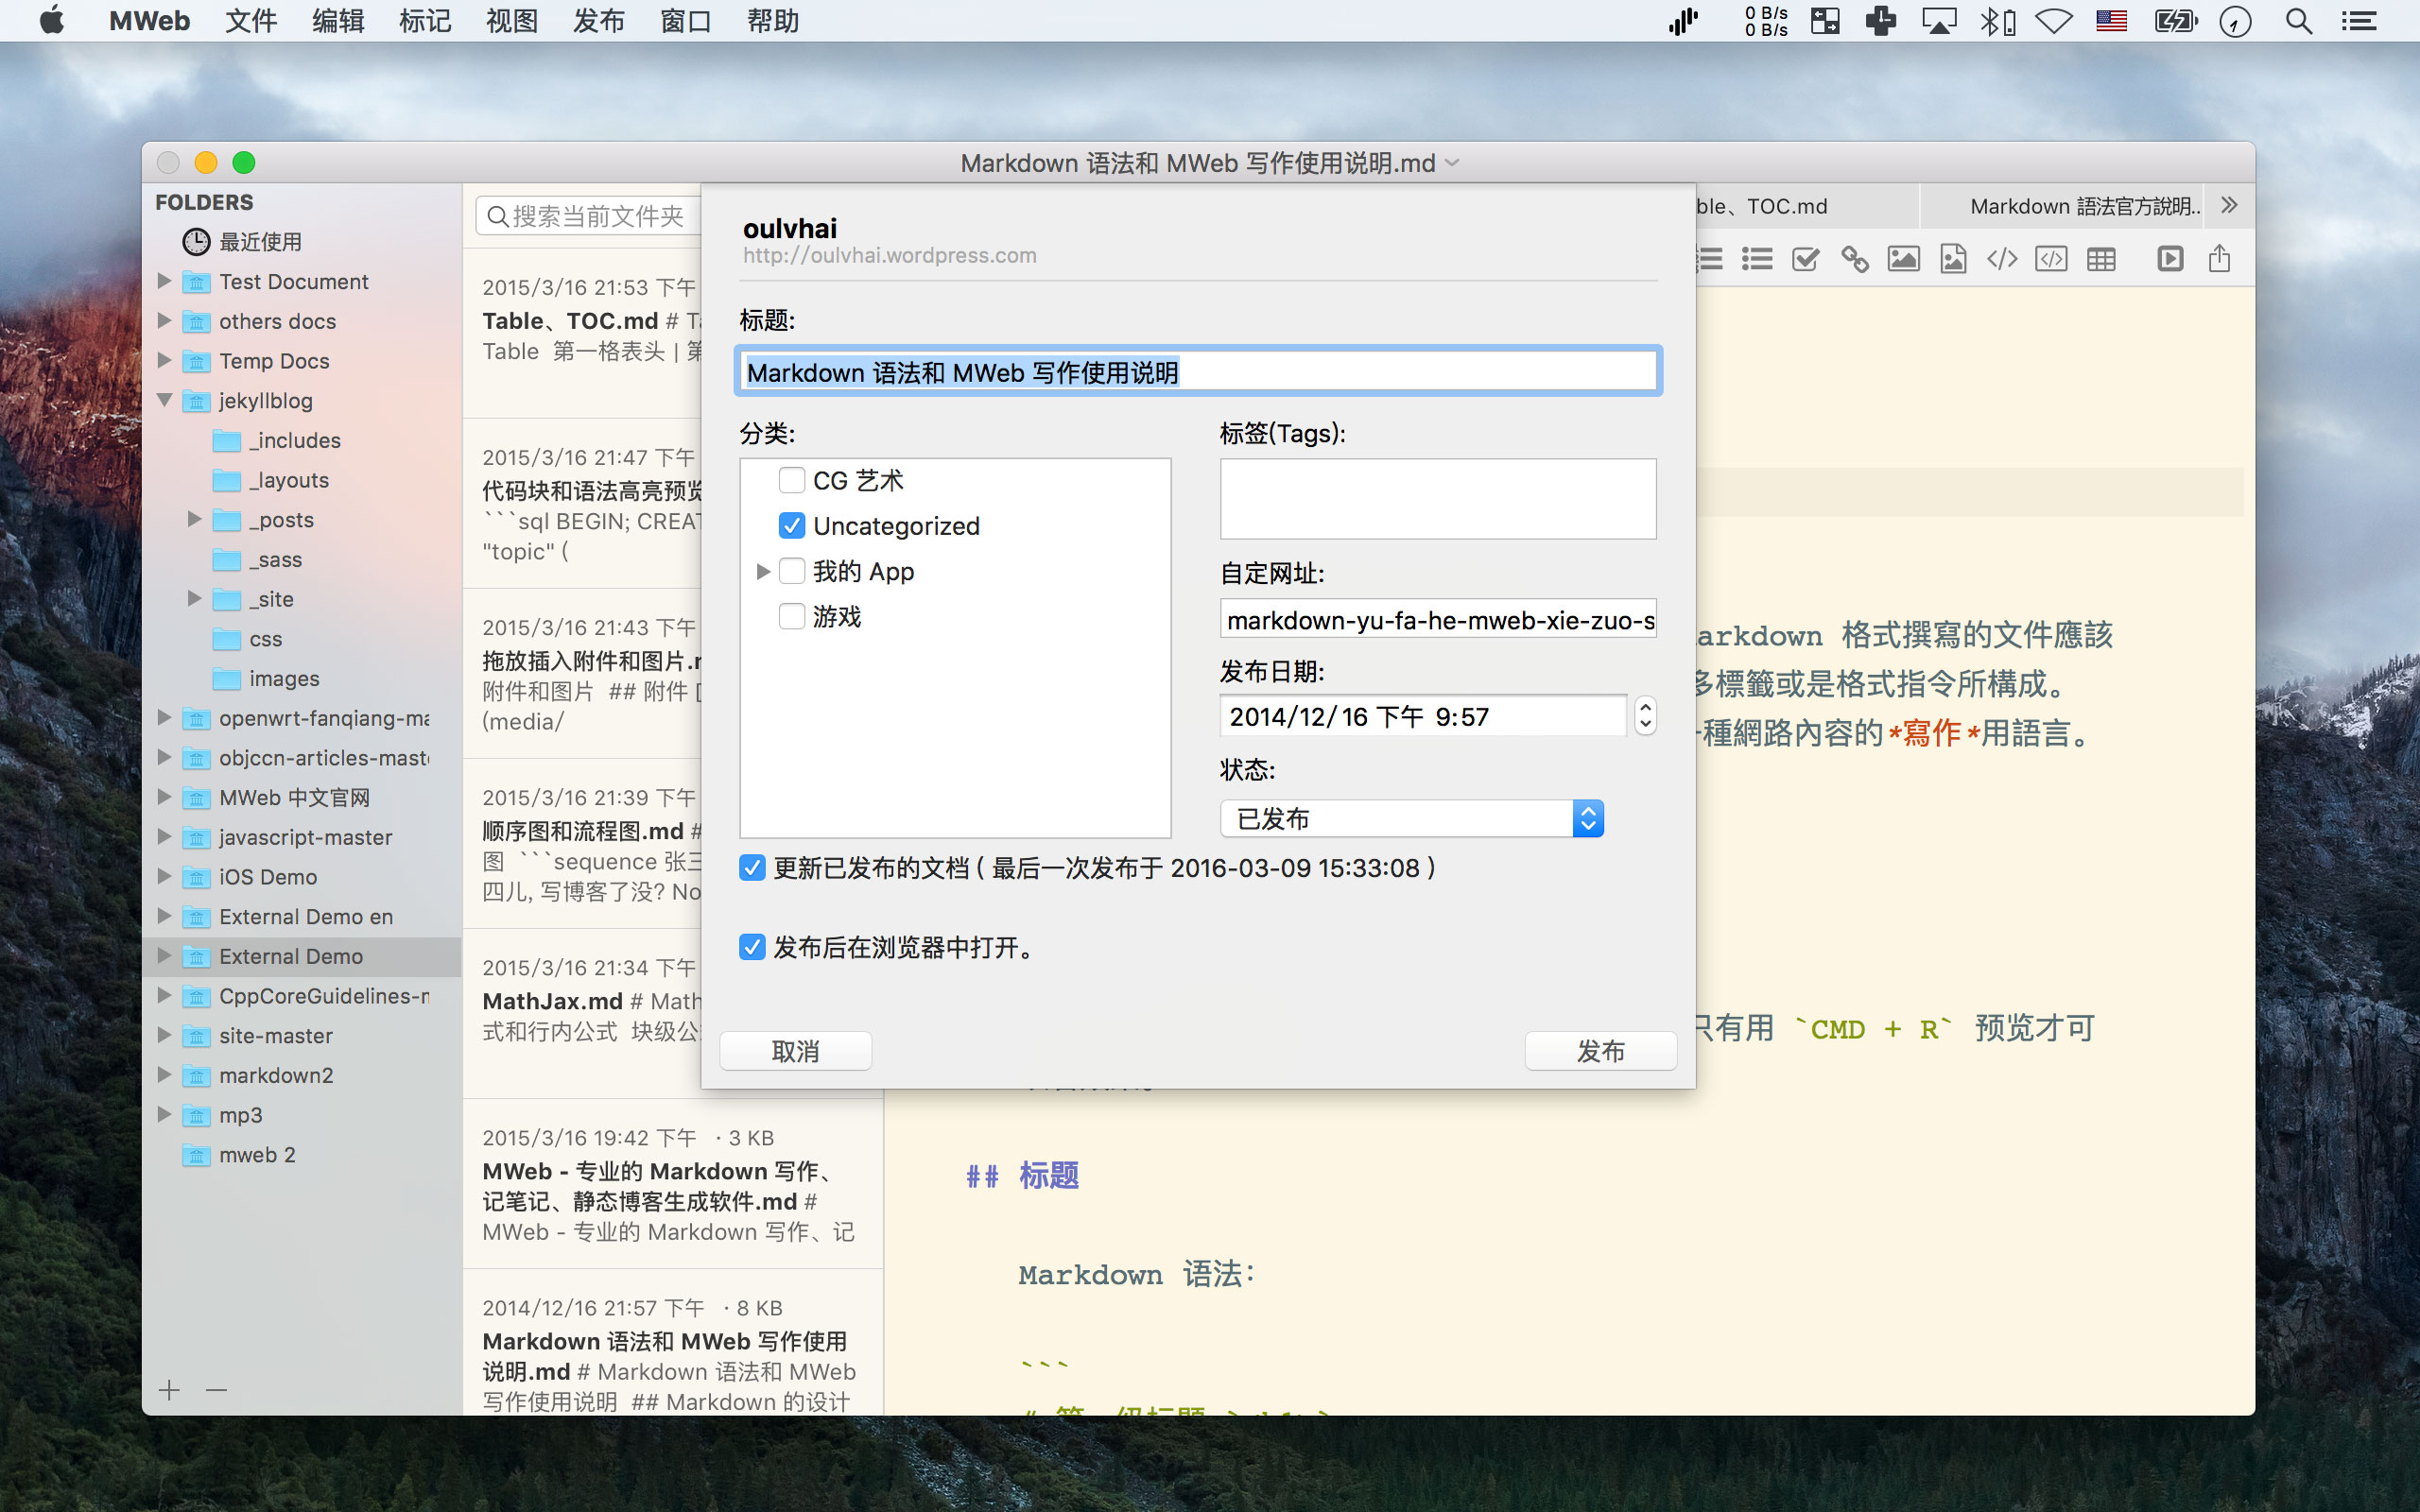 MWeb 文件 编辑 标记 视图 发布 窗口 帮助
0 B/s
0 B/s
Markdown 语法和 MWeb 写作使用说明.md
FOLDERS
最近使用
Test Document
others docs
Temp Docs
jekyllblog
_includes
_layouts
_posts
_sass
_site
css
images
openwrt-fanqiang-ma
objccn-articles-maste
MWeb 中文官网
javascript-master
iOS Demo
External Demo en
External Demo
CppCoreGuidelines-m
site-master
markdown2
mp3
mweb 2
搜索当前文件夹
2015/3/16 21:53 下午
Table、TOC.md # Ta
Table 第一格表头 | 第
2015/3/16 21:47 下午
代码块和语法高亮预览
```sql BEGIN; CREAT
"topic" (
2015/3/16 21:43 下午
拖放插入附件和图片.m
附件和图片 ## 附件 [
(media/
2015/3/16 21:39 下午
顺序图和流程图.md #
图 ```sequence 张三
四儿, 写博客了没? No
2015/3/16 21:34 下午
MathJax.md # Math
式和行内公式 块级公
2015/3/16 19:42 下午 · 3 KB
MWeb - 专业的 Markdown 写作、
记笔记、静态博客生成软件.md #
MWeb - 专业的 Markdown 写作、记
2014/12/16 21:57 下午 · 8 KB
Markdown 语法和 MWeb 写作使用
说明.md # Markdown 语法和 MWeb
写作使用说明 ## Markdown 的设计
oulvhai
http://oulvhai.wordpress.com
标题:
Markdown 语法和 MWeb 写作使用说明
分类:
CG 艺术
Uncategorized
我的 App
游戏
标签(Tags):
自定网址:
markdown-yu-fa-he-mweb-xie-zuo-s
发布日期:
2014/12/16 下午 9:57
状态:
已发布
更新已发布的文档 ( 最后一次发布于 2016-03-09 15:33:08 )
发布后在浏览器中打开。
取消
发布
ble、TOC.md
Markdown 語法官方說明..
arkdown 格式撰寫的文件應該
多標籤或是格式指令所構成。
種網路內容的*寫作*用語言。
只有用 `CMD + R` 预览才可
## 标题
Markdown 语法：
```